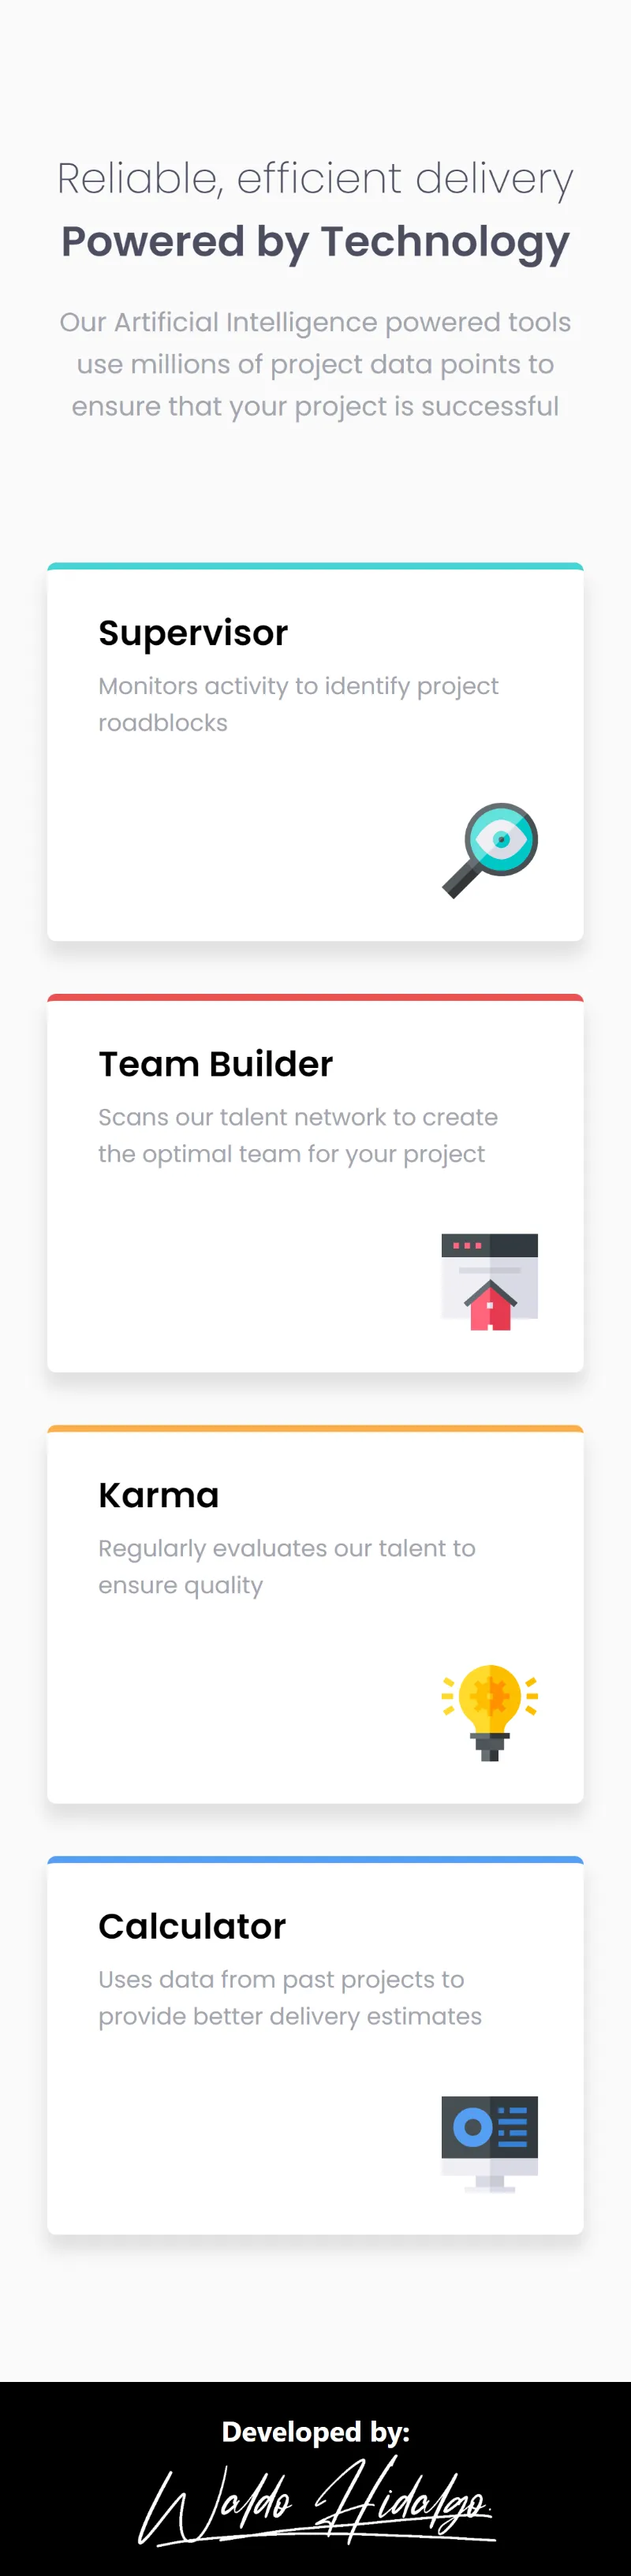 Reliable, efficient delivery
Powered by Technology
Our Artificial Intelligence powered tools
use millions of project data points to
ensure that your project is successful
Supervisor
Monitors activity to identify project
roadblocks
Team Builder
Scans our talent network to create
the optimal team for your project
Karma
Regularly evaluates our talent to
ensure quality
Calculator
Uses data from past projects to
provide better delivery estimates
Developed by:
Waldo Hidalgo.